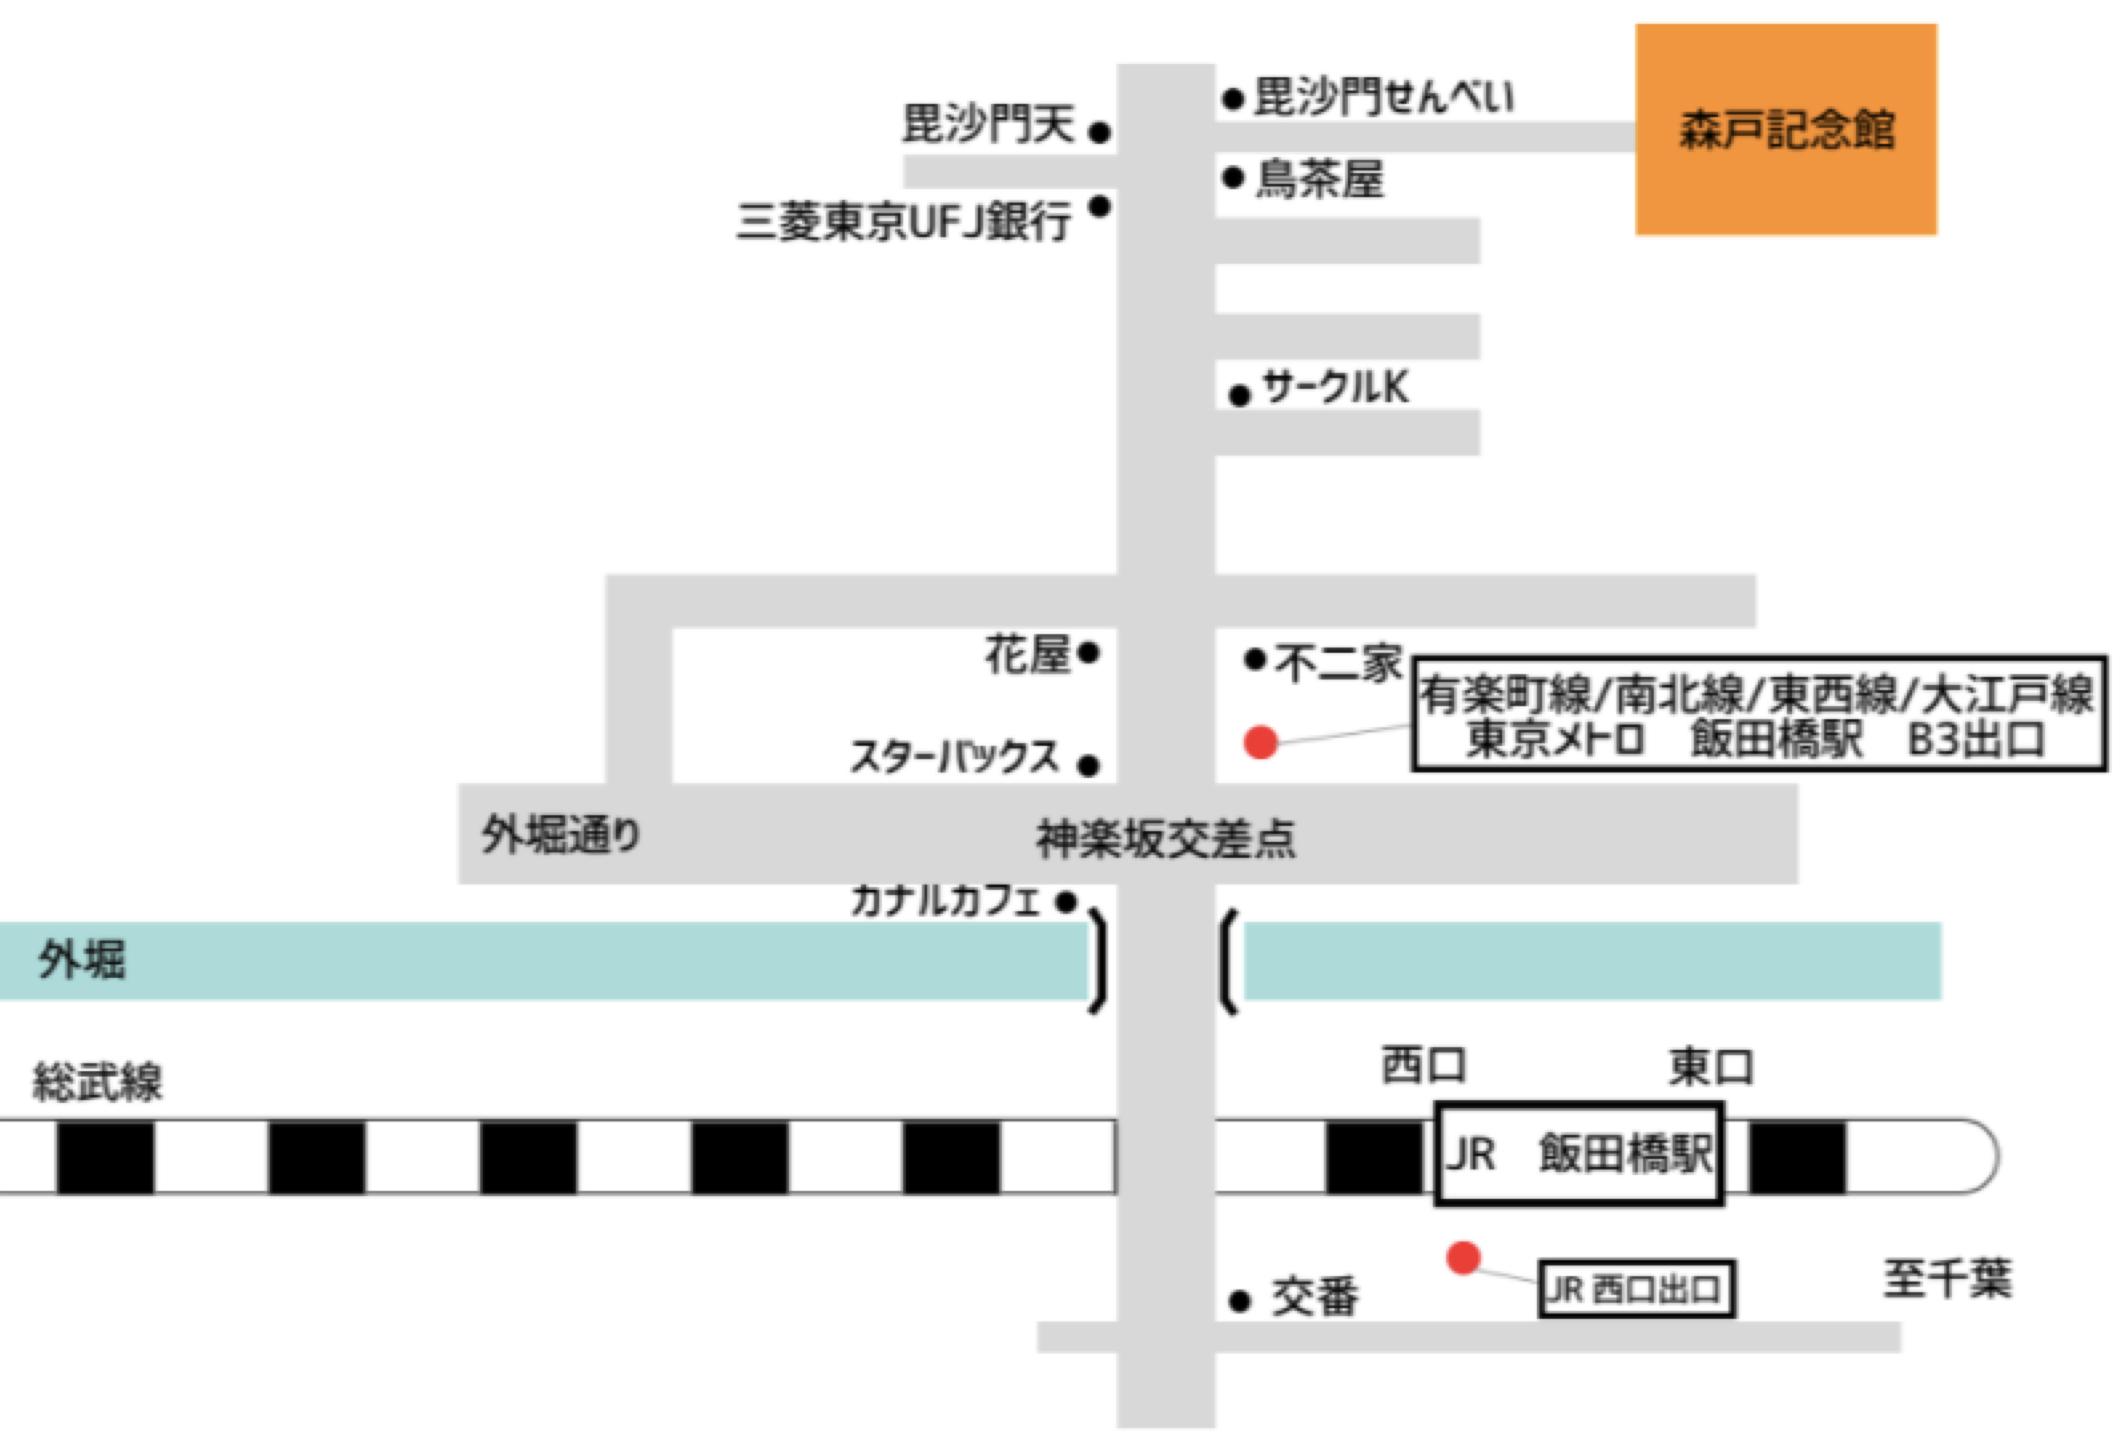 毘沙門せんべい
毘沙門天
森戸記念館
鳥茶屋
三菱東京UFJ銀行
サークルK
花屋
不二家
有楽町線/南北線/東西線/大江戸線
東京メトロ　飯田橋駅　B3出口
スターバックス
外堀通り
神楽坂交差点
カナルカフェ
外堀
総武線
西口
東口
JR　飯田橋駅
交番
JR 西口出口
至千葉